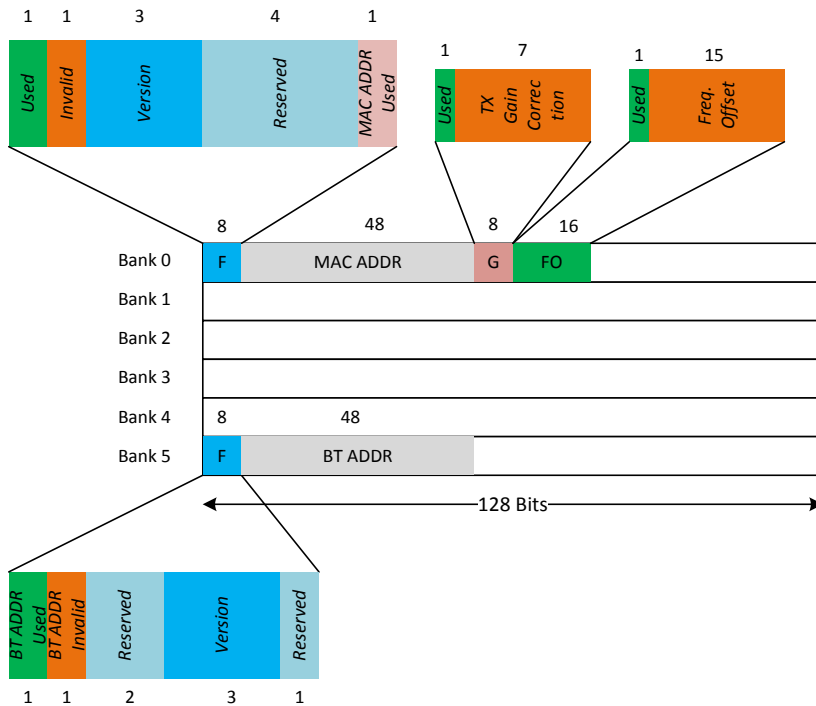 1 1 3 4 1
Used
Invalid
Version
Reserved
MAC ADDR
Used
1 7
Used
TX
Gain
Correc
tion
1 15
Used
Freq.
Offset
8 48 8 16
Bank 0 F MAC ADDR G FO
Bank 1
Bank 2
Bank 3
Bank 4 8 48
Bank 5 F BT ADDR
128 Bits
BT ADDR
Used
BT ADDR
Invalid
Reserved
Version
Reserved
1 1 2 3 1